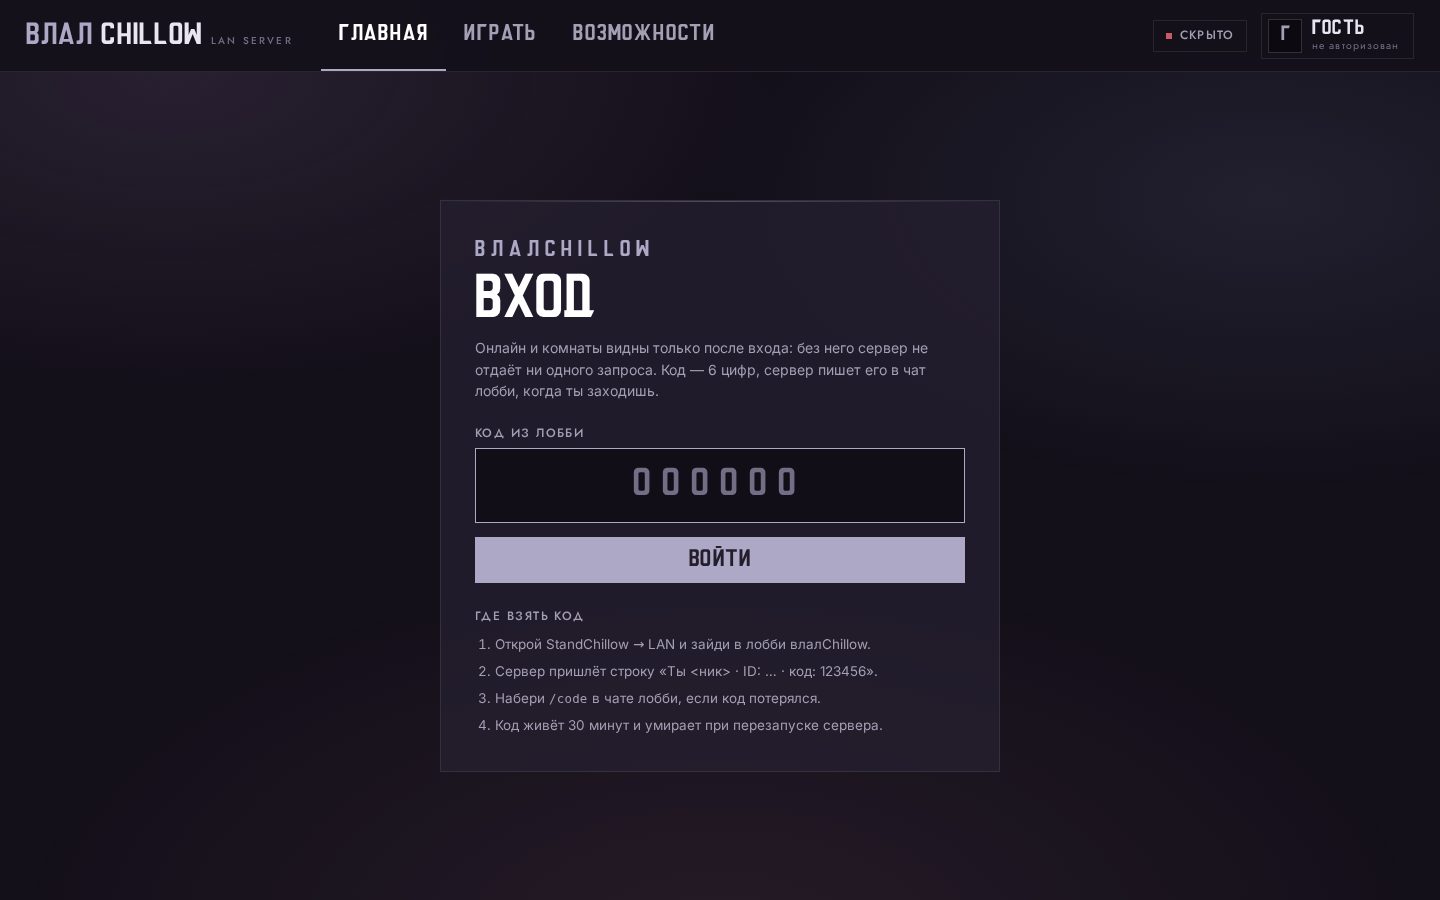 ВЛАЛ CHILLOW LAN SERVER
ГЛАВНАЯ ИГРАТЬ ВОЗМОЖНОСТИ
СКРЫТО
Г ГОСТЬ
не авторизован
ВЛАЛCHILLOW
ВХОД
Онлайн и комнаты видны только после входа: без него сервер не
отдаёт ни одного запроса. Код — 6 цифр, сервер пишет его в чат
лобби, когда ты заходишь.
КОД ИЗ ЛОББИ
000000
ВОЙТИ
ГДЕ ВЗЯТЬ КОД
1. Открой StandChillow → LAN и зайди в лобби влалChillow.
2. Сервер пришлёт строку «Ты <ник> · ID: ... · код: 123456».
3. Набери /code в чате лобби, если код потерялся.
4. Код живёт 30 минут и умирает при перезапуске сервера.